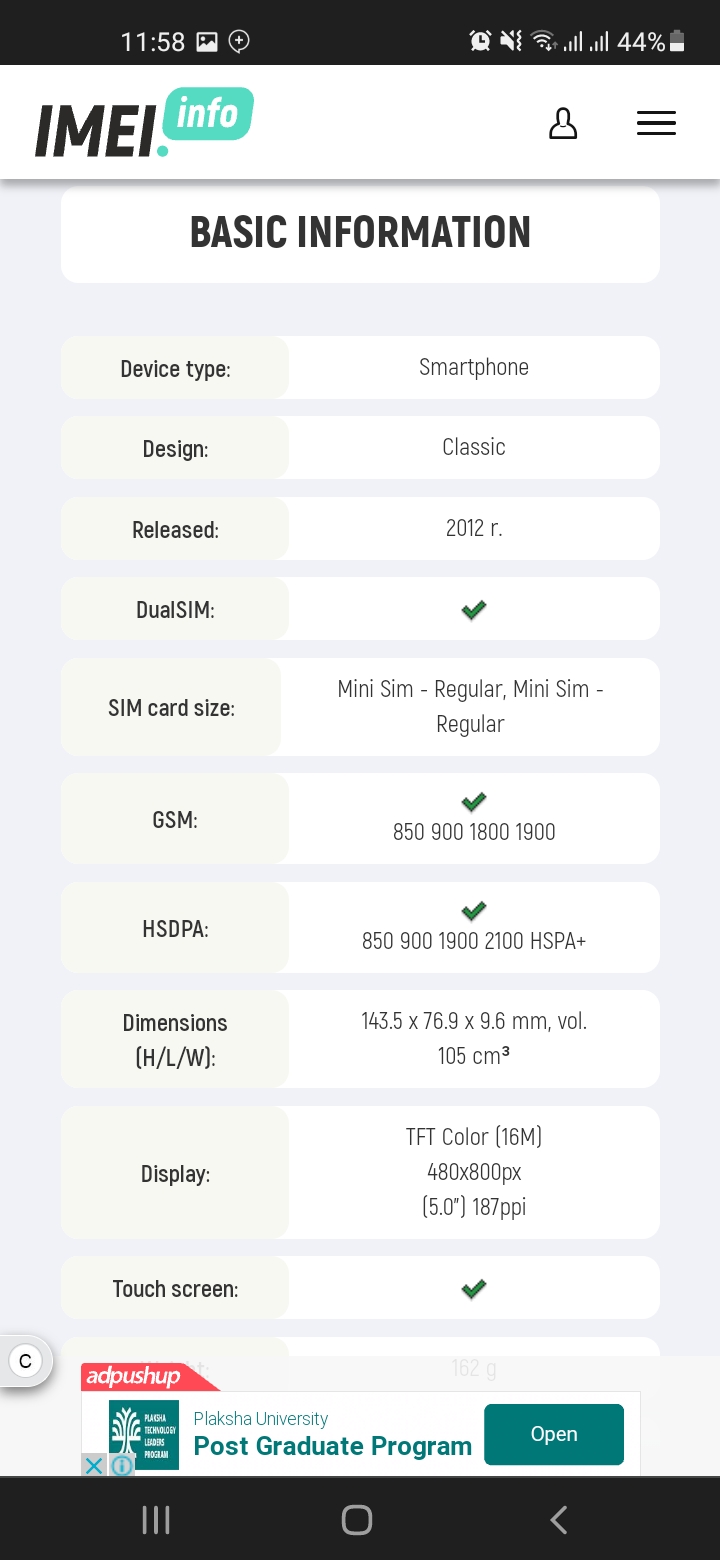 11:58
44%
IMEI.info
BASIC INFORMATION
Device type:
Smartphone
Design:
Classic
Released:
2012 r.
DualSIM:
SIM card size:
Mini Sim - Regular, Mini Sim -
Regular
GSM:
850 900 1800 1900
HSDPA:
850 900 1900 2100 HSPA+
Dimensions
(H/L/W):
143.5 x 76.9 x 9.6 mm, vol.
105 cm³
Display:
TFT Color (16M)
480x800px
(5.0") 187ppi
Touch screen:
C
162 g
adpushup
PLAKSHA
TECHNOLOGY
LEADERS
PROGRAM
Plaksha University
Post Graduate Program
Open